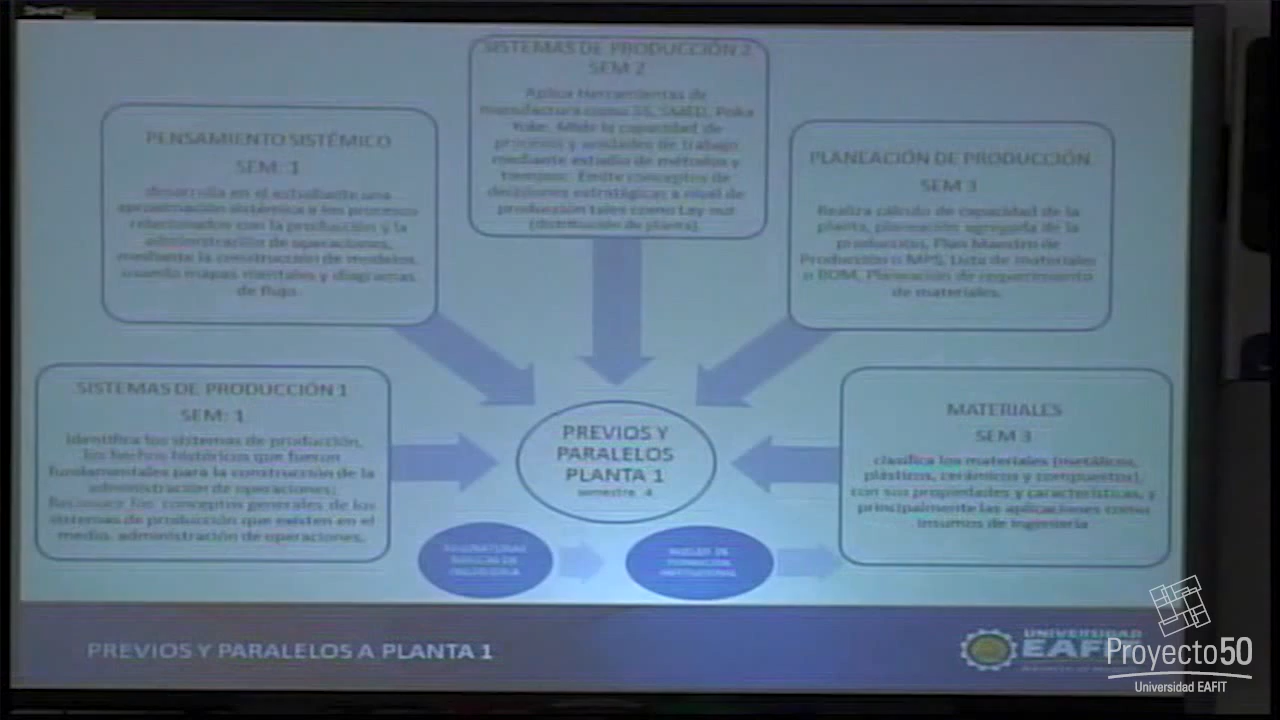 SISTEMAS DE PRODUCCIÓN 2
SEM 2
Aplica Herramientas de
manufactura como 5S, SMED, Poka
Yoke. Mide la capacidad de
procesos y unidades de trabajo
mediante estudio de métodos y
tiempos. Emite conceptos de
decisiones estratégicas a nivel de
producción tales como Lay out
(distribución de planta).
PENSAMIENTO SISTÉMICO
SEM: 1
desarrolla en el estudiante una
aproximación sistémica a los procesos
relacionados con la producción y la
administración de operaciones,
mediante la construcción de modelos,
usando mapas mentales y diagramas
de flujo.
PLANEACIÓN DE PRODUCCIÓN
SEM 3
Realiza cálculo de capacidad de la
planta, planeación agregada de la
producción, Plan Maestro de
Producción o MPS, Lista de materiales
o BOM, Planeación de requerimiento
de materiales.
SISTEMAS DE PRODUCCIÓN 1
SEM: 1
Identifica los sistemas de producción,
los hechos históricos que fueron
fundamentales para la construcción de la
administración de operaciones;
Reconoce los conceptos generales de los
sistemas de producción que existen en el
medio. administración de operaciones.
PREVIOS Y
PARALELOS
PLANTA 1
semestre 4
MATERIALES
SEM 3
clasifica los materiales (metálicos,
plásticos, cerámicos y compuestos),
con sus propiedades y características, y
principalmente las aplicaciones como
insumos de ingeniería
ASIGNATURAS
BÁSICAS DE
INGENIERÍA
NÚCLEO DE
FORMACIÓN
INSTITUCIONAL
PREVIOS Y PARALELOS A PLANTA 1
UNIVERSIDAD
EAFIT
Proyecto50
Universidad EAFIT